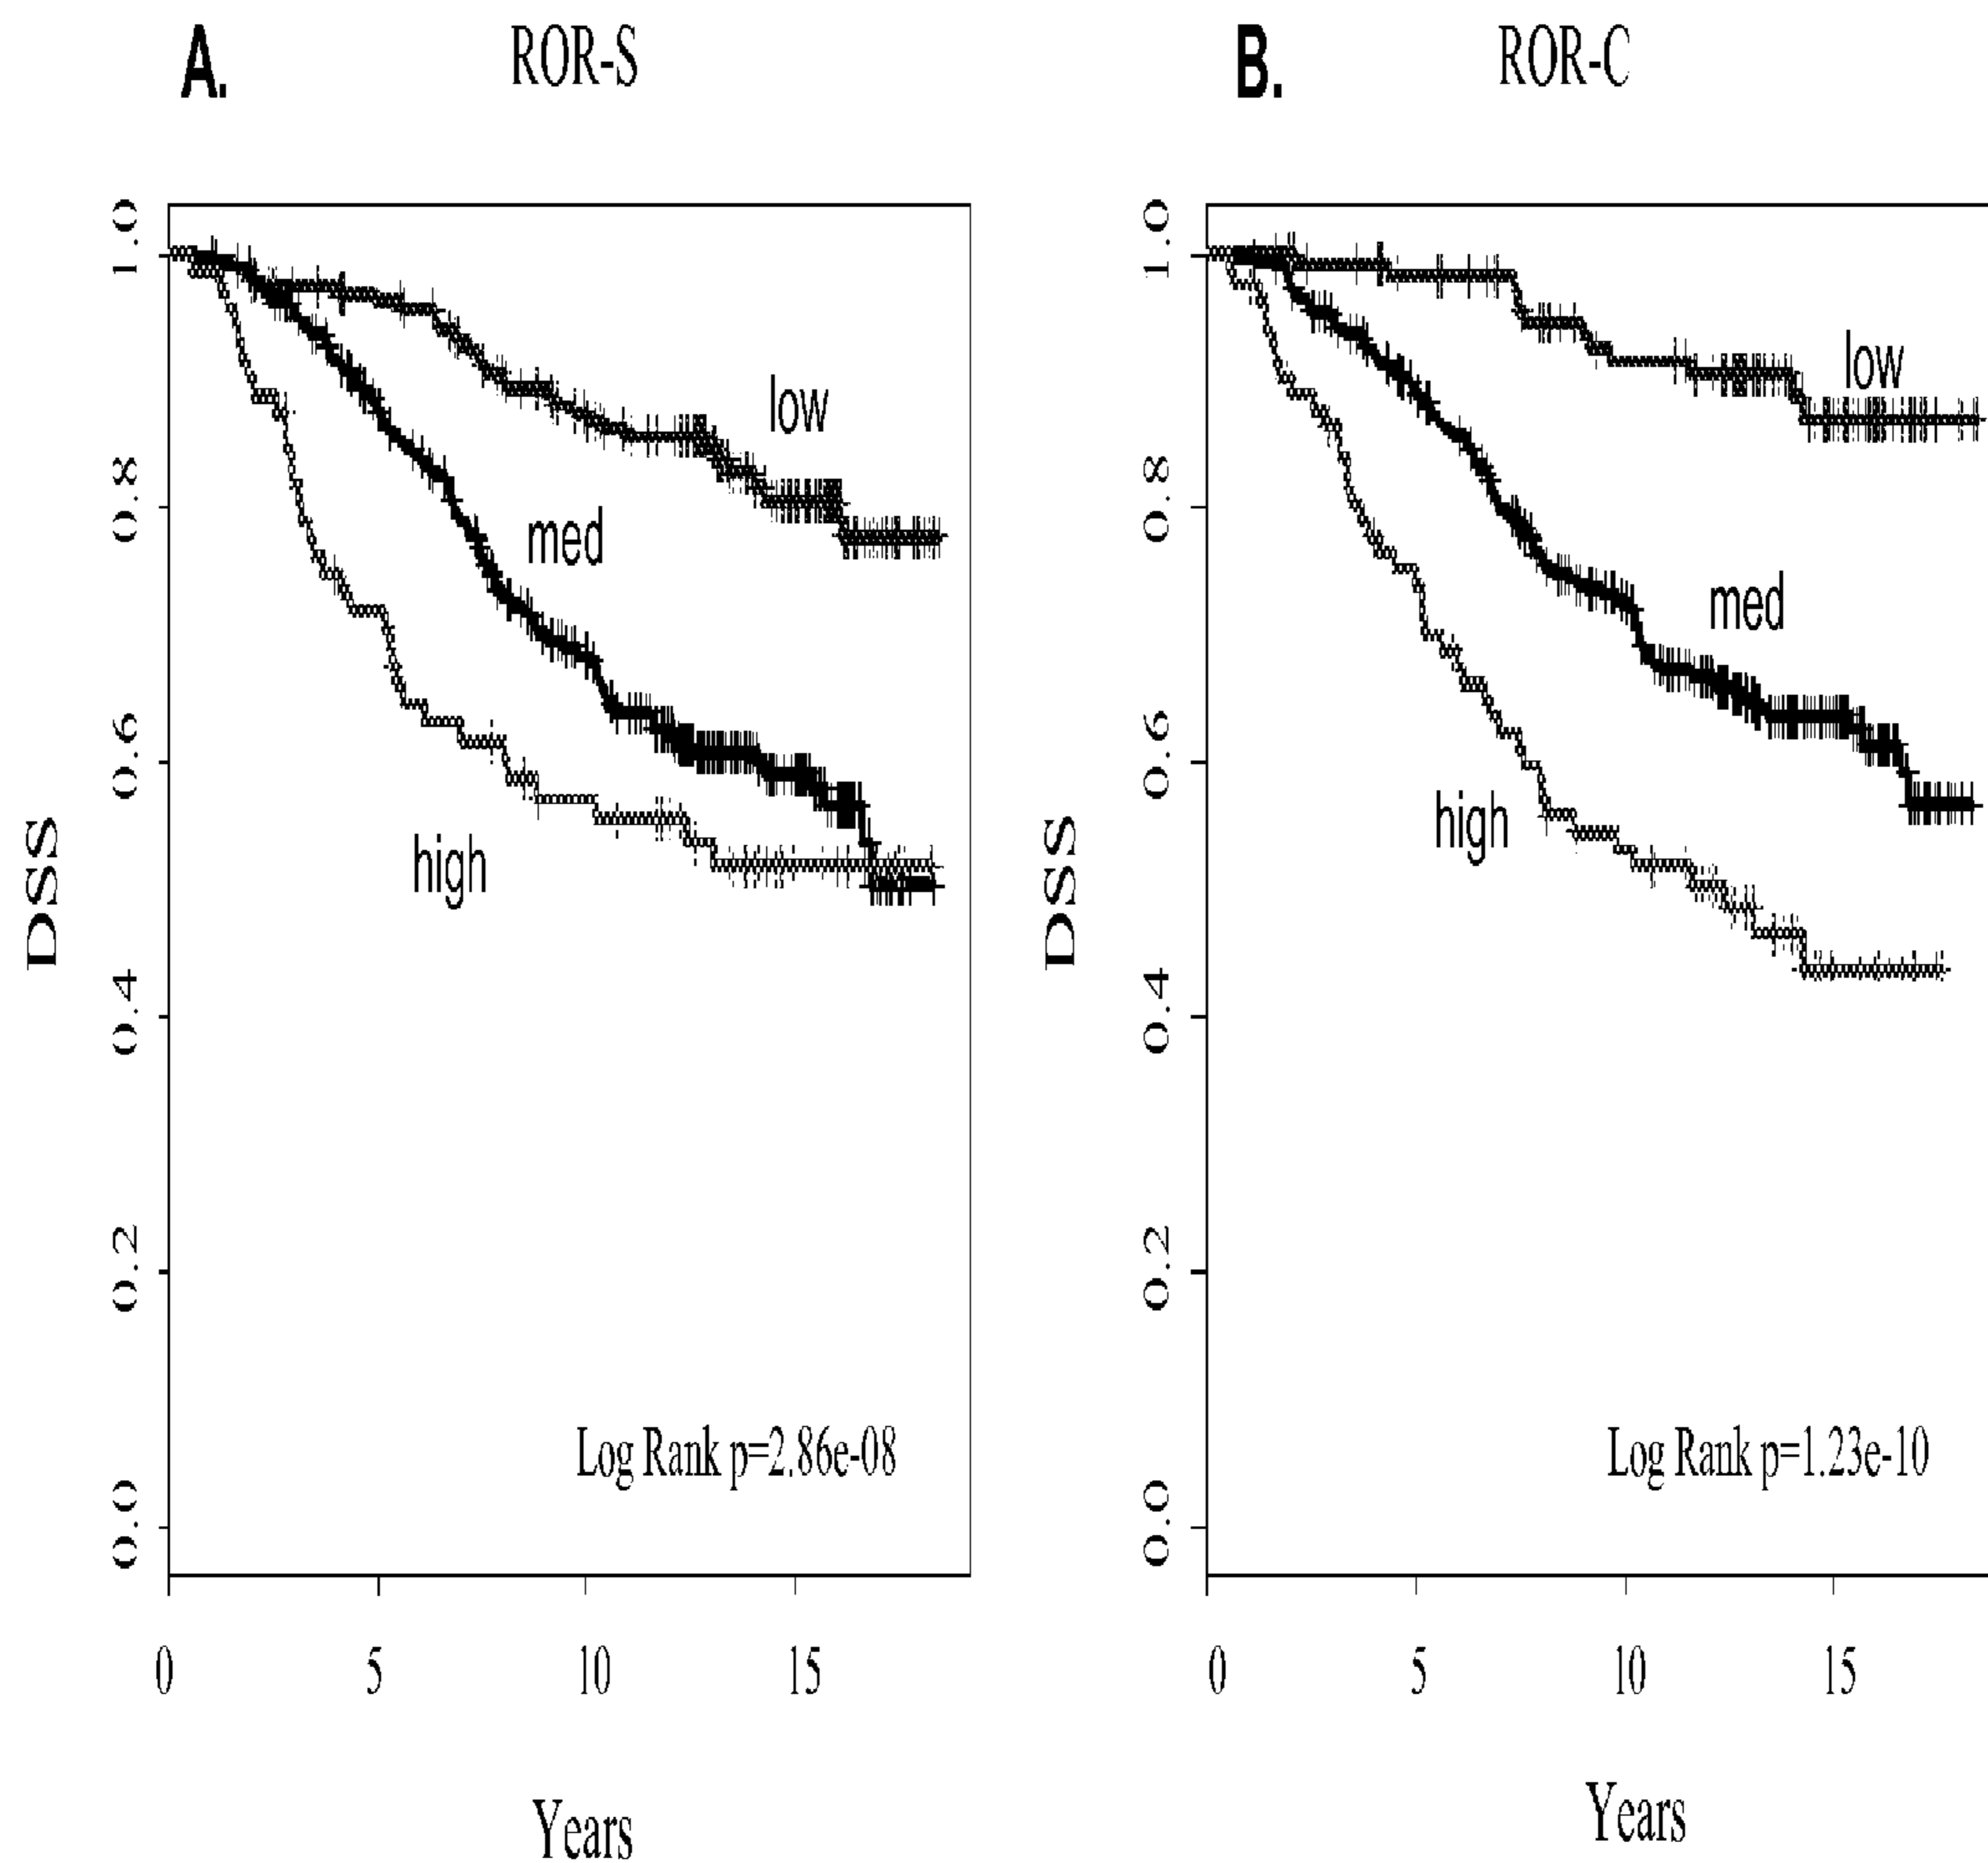 A.
ROR-S
1.0
0.8
0.6
0.4
0.2
0.0
DSS
low
med
high
Log Rank p=2.86e-08
0 5 10 15
Years
B.
ROR-C
1.0
0.8
0.6
0.4
0.2
0.0
DSS
low
med
high
Log Rank p=1.23e-10
0 5 10 15
Years